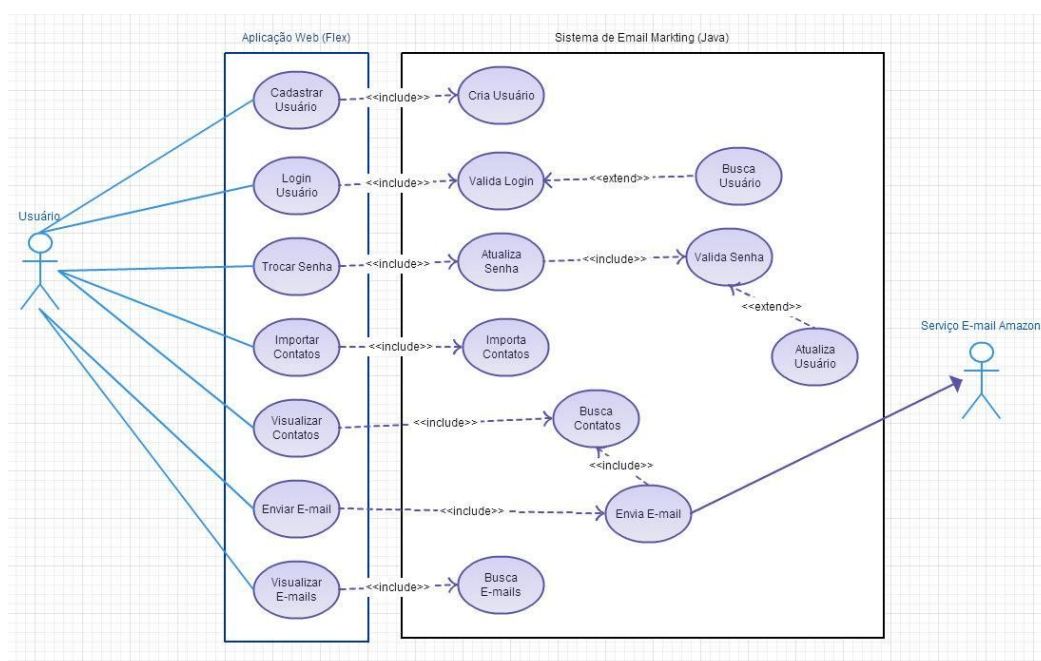 Aplicação Web (Flex)
Sistema de Email Markting (Java)
Cadastrar
Usuário
<<include>>
Cria Usuário
Login
Usuário
<<include>>
Valida Login
<<extend>>
Busca
Usuário
Usuário
Trocar Senha
<<include>>
Atualiza
Senha
<<include>>
Valida Senha
<<extend>>
Atualiza
Usuário
Serviço E-mail Amazon
Importar
Contatos
<<include>>
Importa
Contatos
Visualizar
Contatos
<<include>>
Busca
Contatos
<<include>>
Enviar E-mail
<<include>>
Envia E-mail
Visualizar
E-mails
<<include>>
Busca
E-mails